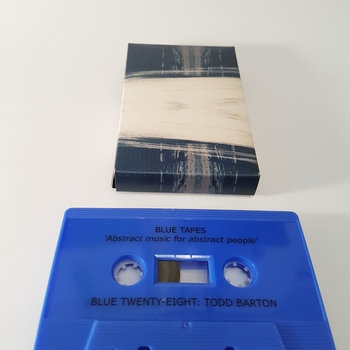 BLUE TAPES
'Abstract music for abstract people'
BLUE TWENTY-EIGHT: TODD BARTON